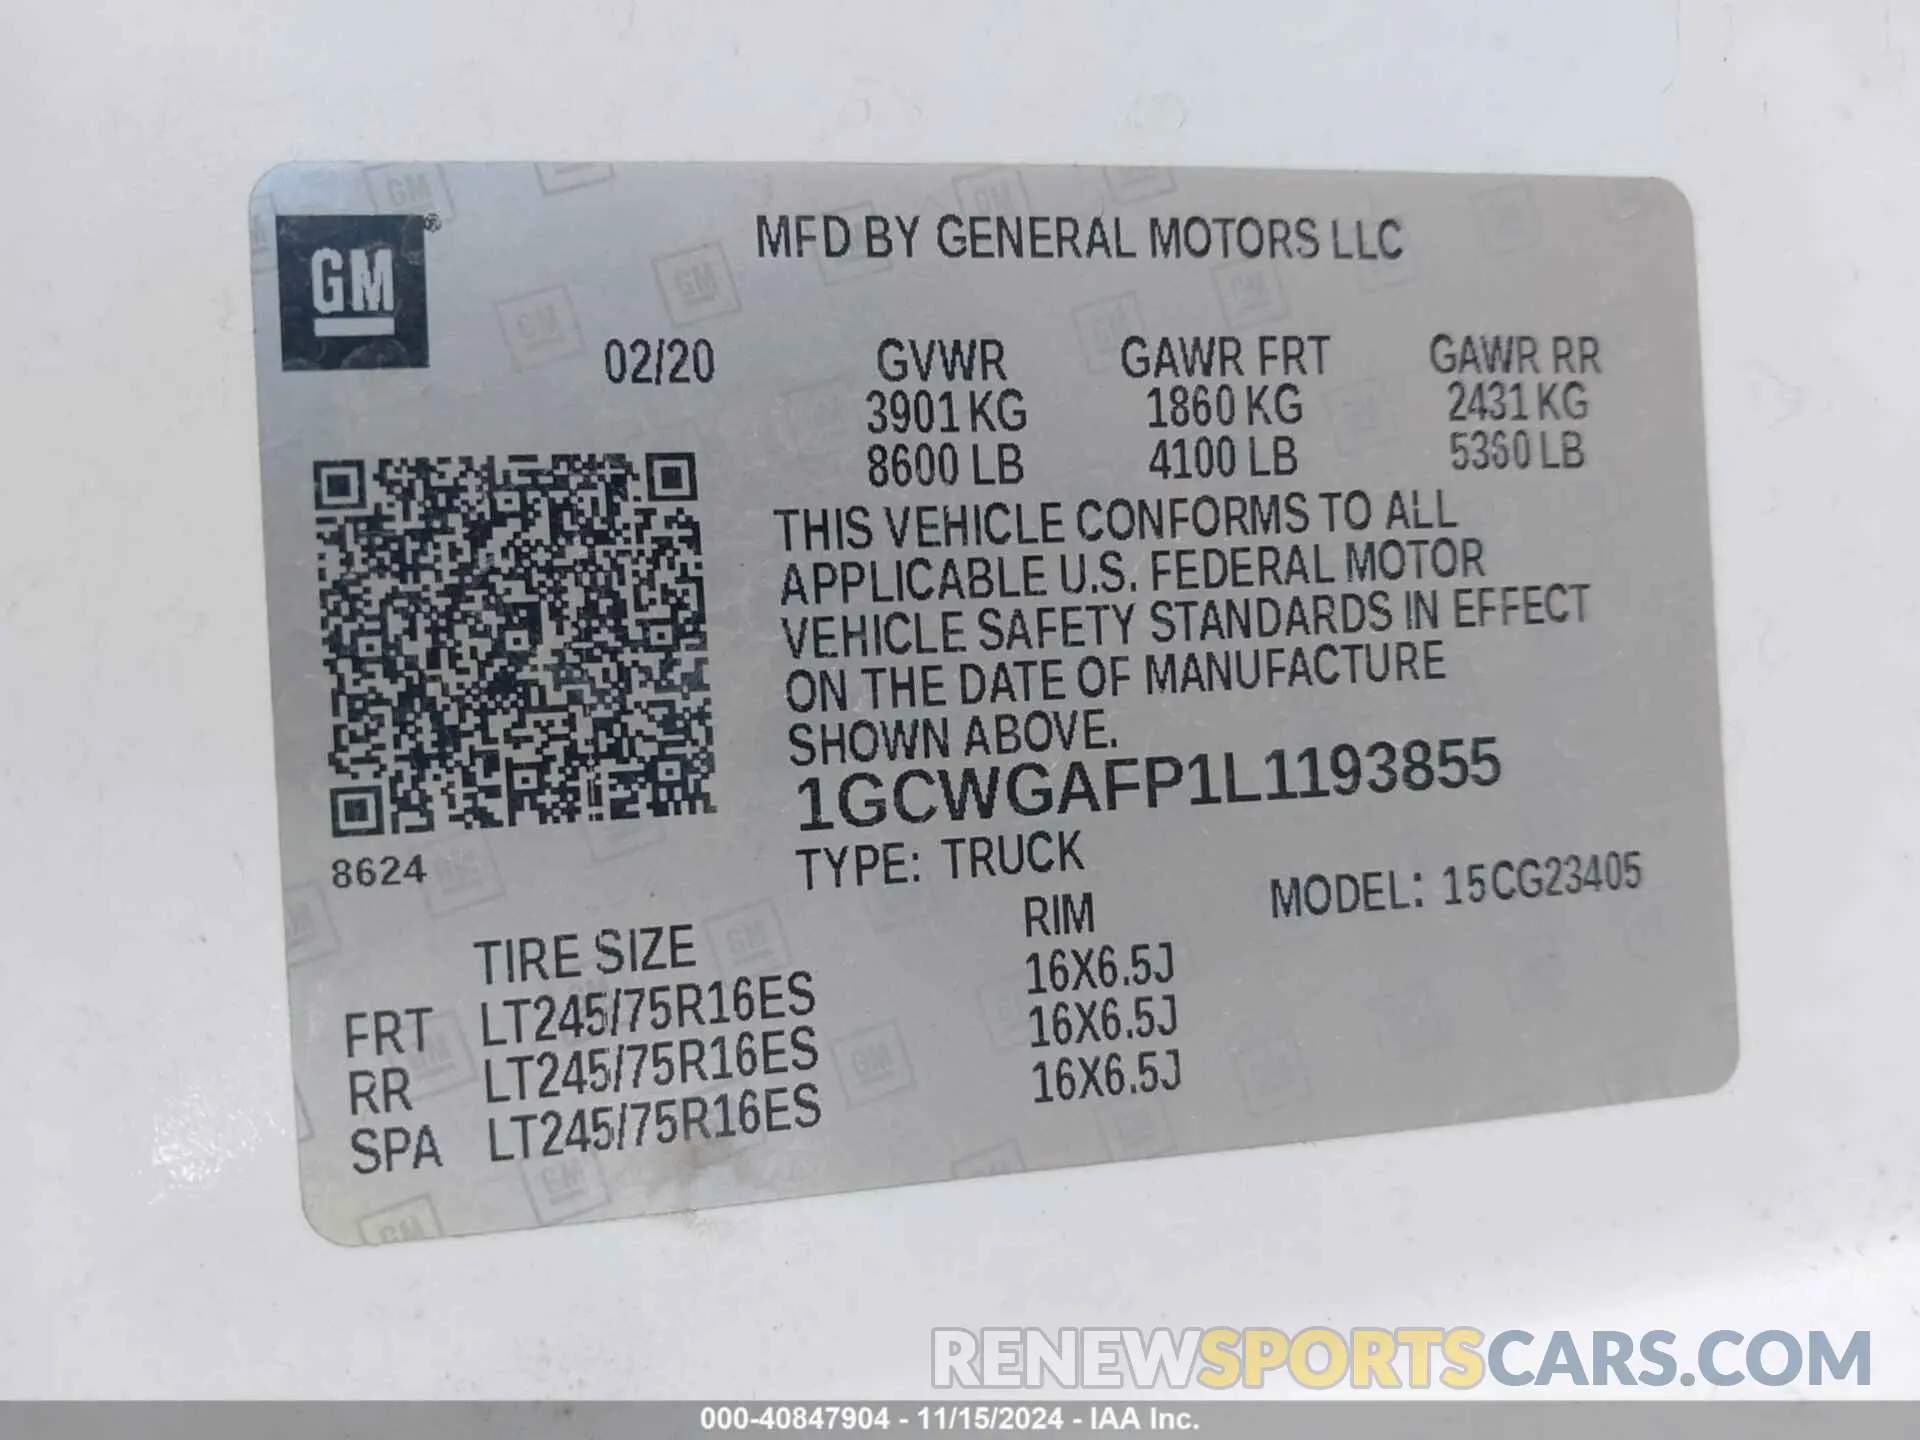 GM®
MFD BY GENERAL MOTORS LLC
02/20 GVWR GAWR FRT GAWR RR
3901 KG 1860 KG 2431 KG
8600 LB 4100 LB 5360 LB
THIS VEHICLE CONFORMS TO ALL
APPLICABLE U.S. FEDERAL MOTOR
VEHICLE SAFETY STANDARDS IN EFFECT
ON THE DATE OF MANUFACTURE
SHOWN ABOVE.
1GCWGAFP1L1193855
8624
TYPE: TRUCK MODEL: 15CG23405
TIRE SIZE RIM
FRT LT245/75R16ES 16X6.5J
RR LT245/75R16ES 16X6.5J
SPA LT245/75R16ES 16X6.5J
RENEWSPORTSCARS.COM
000-40847904 - 11/15/2024 - IAA Inc.